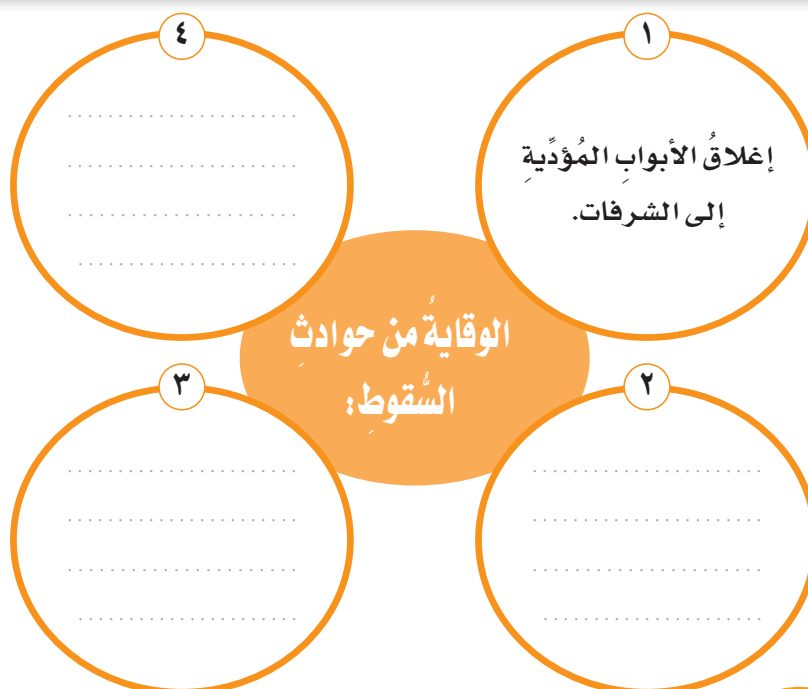 ١
إغلاقُ الأبوابِ المُؤدِّيةِ
إلى الشرفات.
الوقايةُ من حوادثِ
السُّقوطِ:
٢
٣
٤